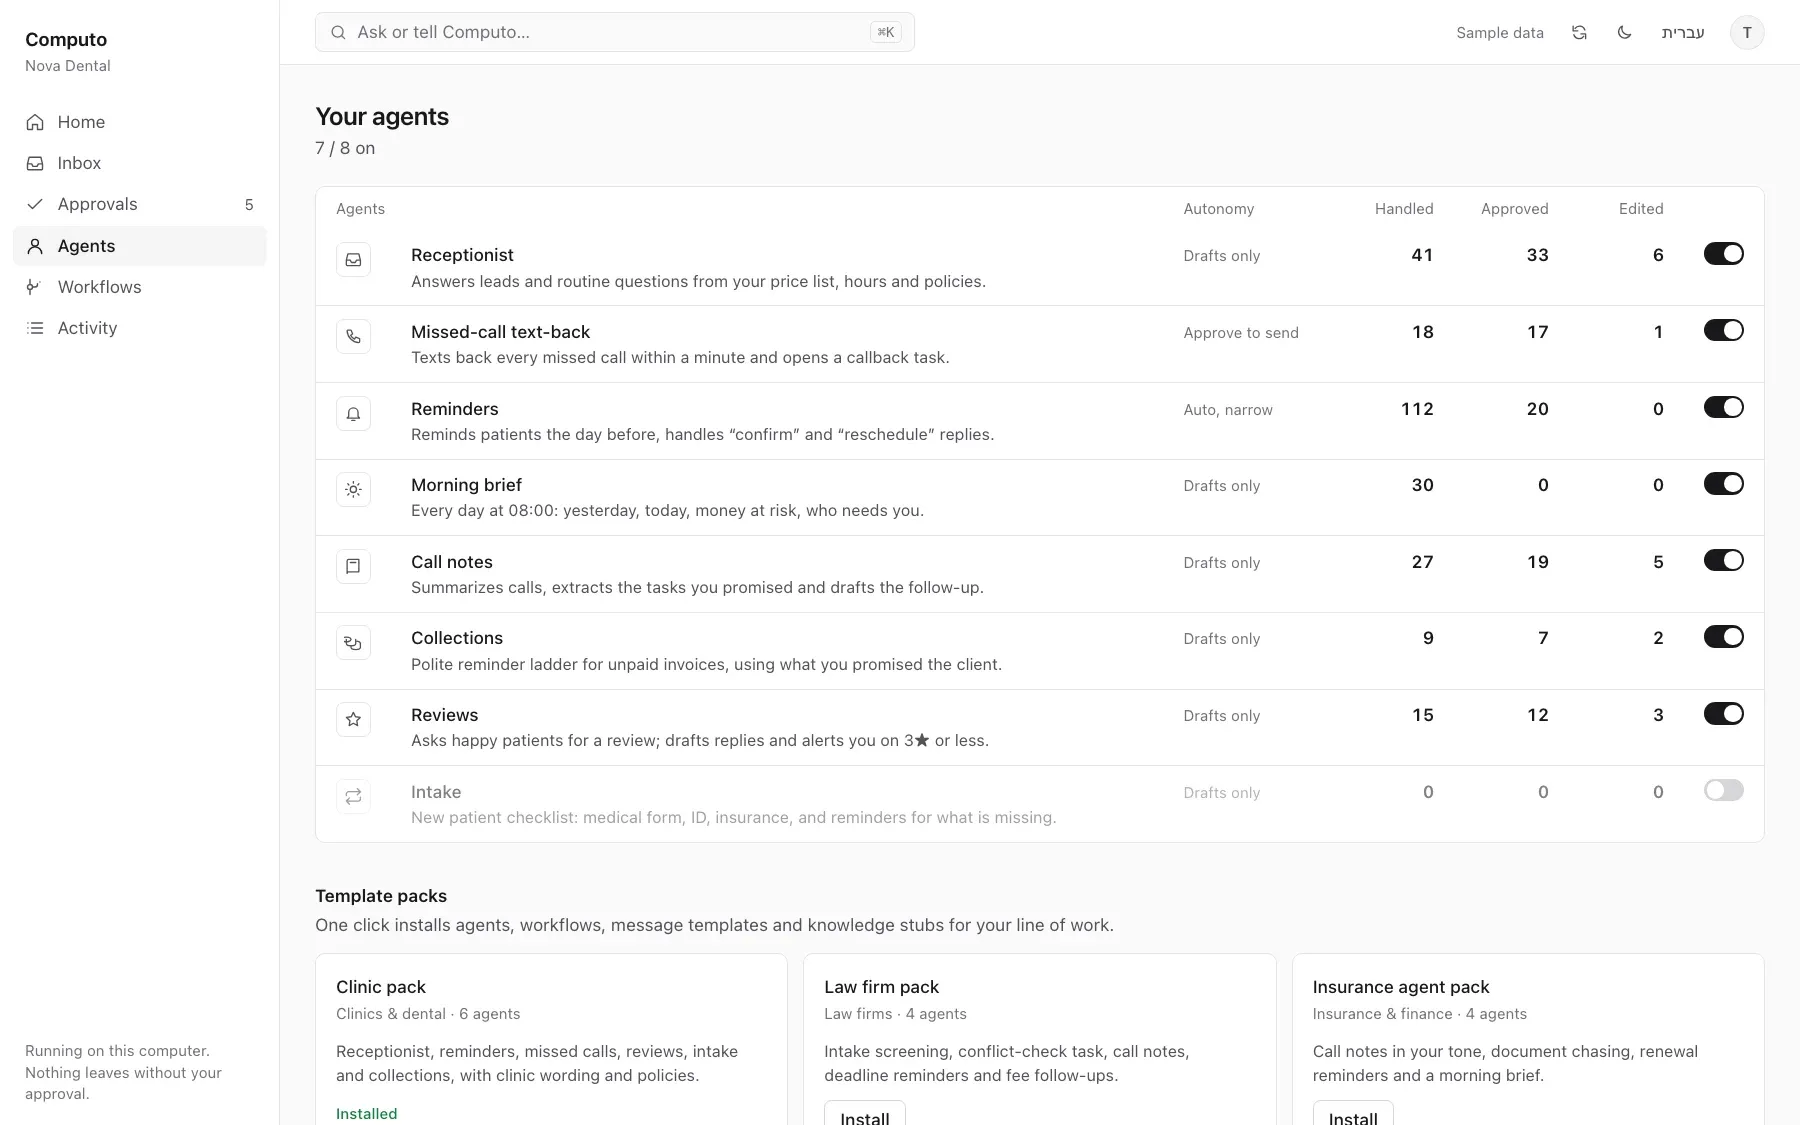 Computo
Nova Dental
Home
Inbox
Approvals 5
Agents
Workflows
Activity
Running on this computer.
Nothing leaves without your
approval.
Ask or tell Computo... ⌘K
Sample data עברית T
Your agents
7 / 8 on
Agents Autonomy Handled Approved Edited
Receptionist Drafts only 41 33 6
Answers leads and routine questions from your price list, hours and policies.
Missed-call text-back Approve to send 18 17 1
Texts back every missed call within a minute and opens a callback task.
Reminders Auto, narrow 112 20 0
Reminds patients the day before, handles “confirm” and “reschedule” replies.
Morning brief Drafts only 30 0 0
Every day at 08:00: yesterday, today, money at risk, who needs you.
Call notes Drafts only 27 19 5
Summarizes calls, extracts the tasks you promised and drafts the follow-up.
Collections Drafts only 9 7 2
Polite reminder ladder for unpaid invoices, using what you promised the client.
Reviews Drafts only 15 12 3
Asks happy patients for a review; drafts replies and alerts you on 3★ or less.
Intake Drafts only 0 0 0
New patient checklist: medical form, ID, insurance, and reminders for what is missing.
Template packs
One click installs agents, workflows, message templates and knowledge stubs for your line of work.
Clinic pack
Clinics & dental · 6 agents
Receptionist, reminders, missed calls, reviews, intake
and collections, with clinic wording and policies.
Installed
Law firm pack
Law firms · 4 agents
Intake screening, conflict-check task, call notes,
deadline reminders and fee follow-ups.
Install
Insurance agent pack
Insurance & finance · 4 agents
Call notes in your tone, document chasing, renewal
reminders and a morning brief.
Install